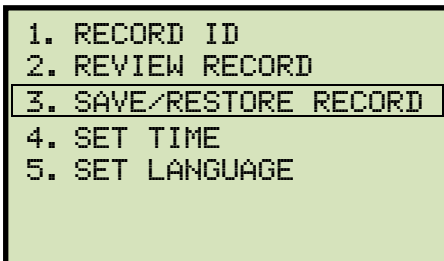 1. RECORD ID
2. REVIEW RECORD
3. SAVE/RESTORE RECORD
4. SET TIME
5. SET LANGUAGE